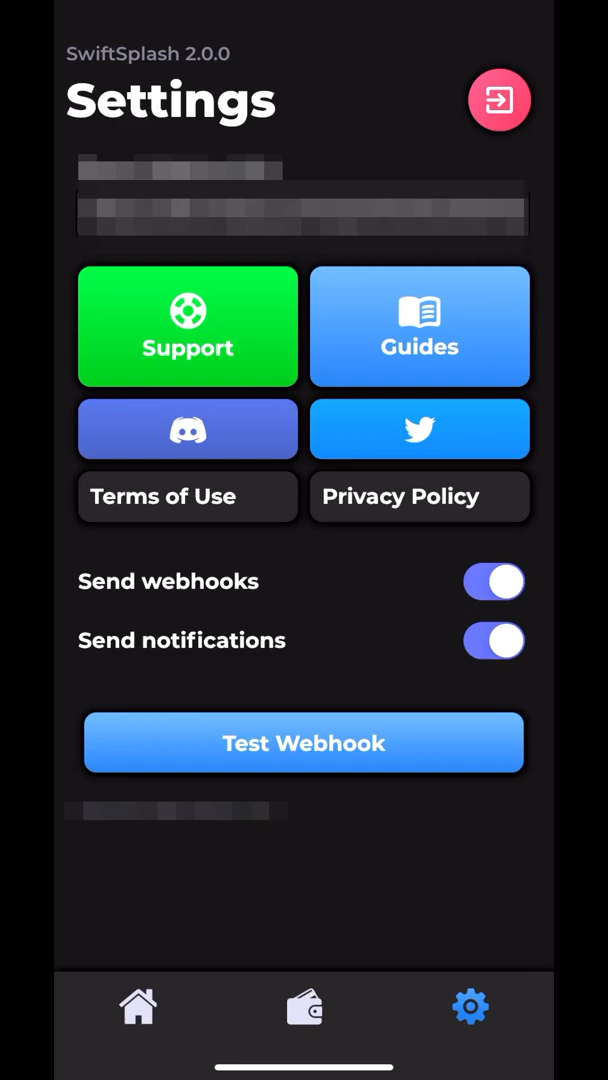 SwiftSplash 2.0.0
Settings
Support
Guides
Terms of Use
Privacy Policy
Send webhooks
Send notifications
Test Webhook